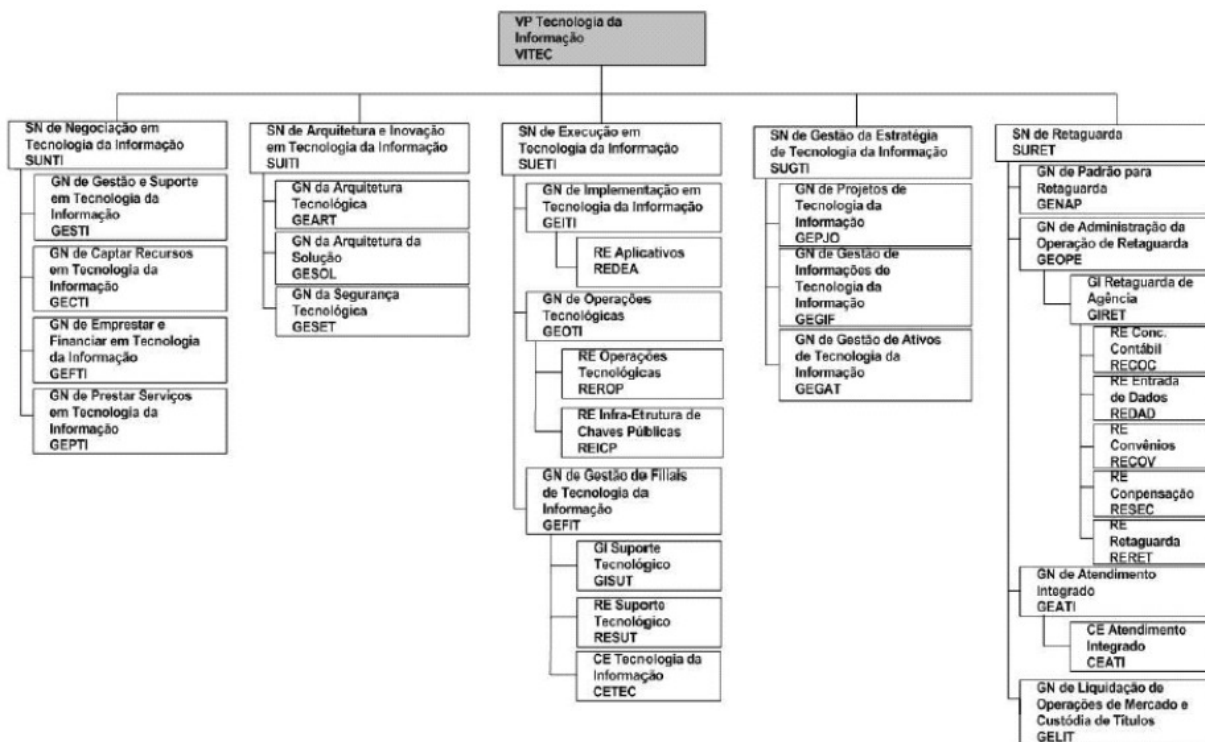 VP Tecnologia da
Informação
VITEC
SN de Negociação em
Tecnologia da Informação
SUNTI
GN de Gestão e Suporte
em Tecnologia da
Informação
GESTI
GN de Captar Recursos
em Tecnologia da
Informação
GECTI
GN de Emprestar e
Financiar em Tecnologia
da Informação
GEFTI
GN de Prestar Serviços
em Tecnologia da
Informação
GEPTI
SN de Arquitetura e Inovação
em Tecnologia da Informação
SUITI
GN da Arquitetura
Tecnológica
GEART
GN da Arquitetura da
Solução
GESOL
GN da Segurança
Tecnológica
GESET
SN de Execução em
Tecnologia da Informação
SUETI
GN de Implementação em
Tecnologia da Informação
GEITI
RE Aplicativos
REDEA
GN de Operações
Tecnológicas
GEOTI
RE Operações
Tecnológicas
REROP
RE Infra-Etrutura de
Chaves Públicas
REICP
GN de Gestão de Filiais
de Tecnologia da
Informação
GEFIT
GI Suporte
Tecnológico
GISUT
RE Suporte
Tecnológico
RESUT
CE Tecnologia da
Informação
CETEC
SN de Gestão da Estratégia
de Tecnologia da Informação
SUGTI
GN de Projetos de
Tecnologia da
Informação
GEPJO
GN de Gestão de
Informações de
Tecnologia da
Informação
GEGIF
GN de Gestão de Ativos
de Tecnologia da
Informação
GEGAT
SN de Retaguarda
SURET
GN de Padrão para
Retaguarda
GENAP
GN de Administração da
Operação de Retaguarda
GEOPE
GI Retaguarda de
Agência
GIRET
RE Conc.
Contábil
RECOC
RE Entrada
de Dados
REDAD
RE
Convênios
RECOV
RE
Conpensação
RESEC
RE
Retaguarda
RERET
GN de Atendimento
Integrado
GEATI
CE Atendimento
Integrado
CEATI
GN de Liquidação de
Operações de Mercado e
Custódia de Títulos
GELIT